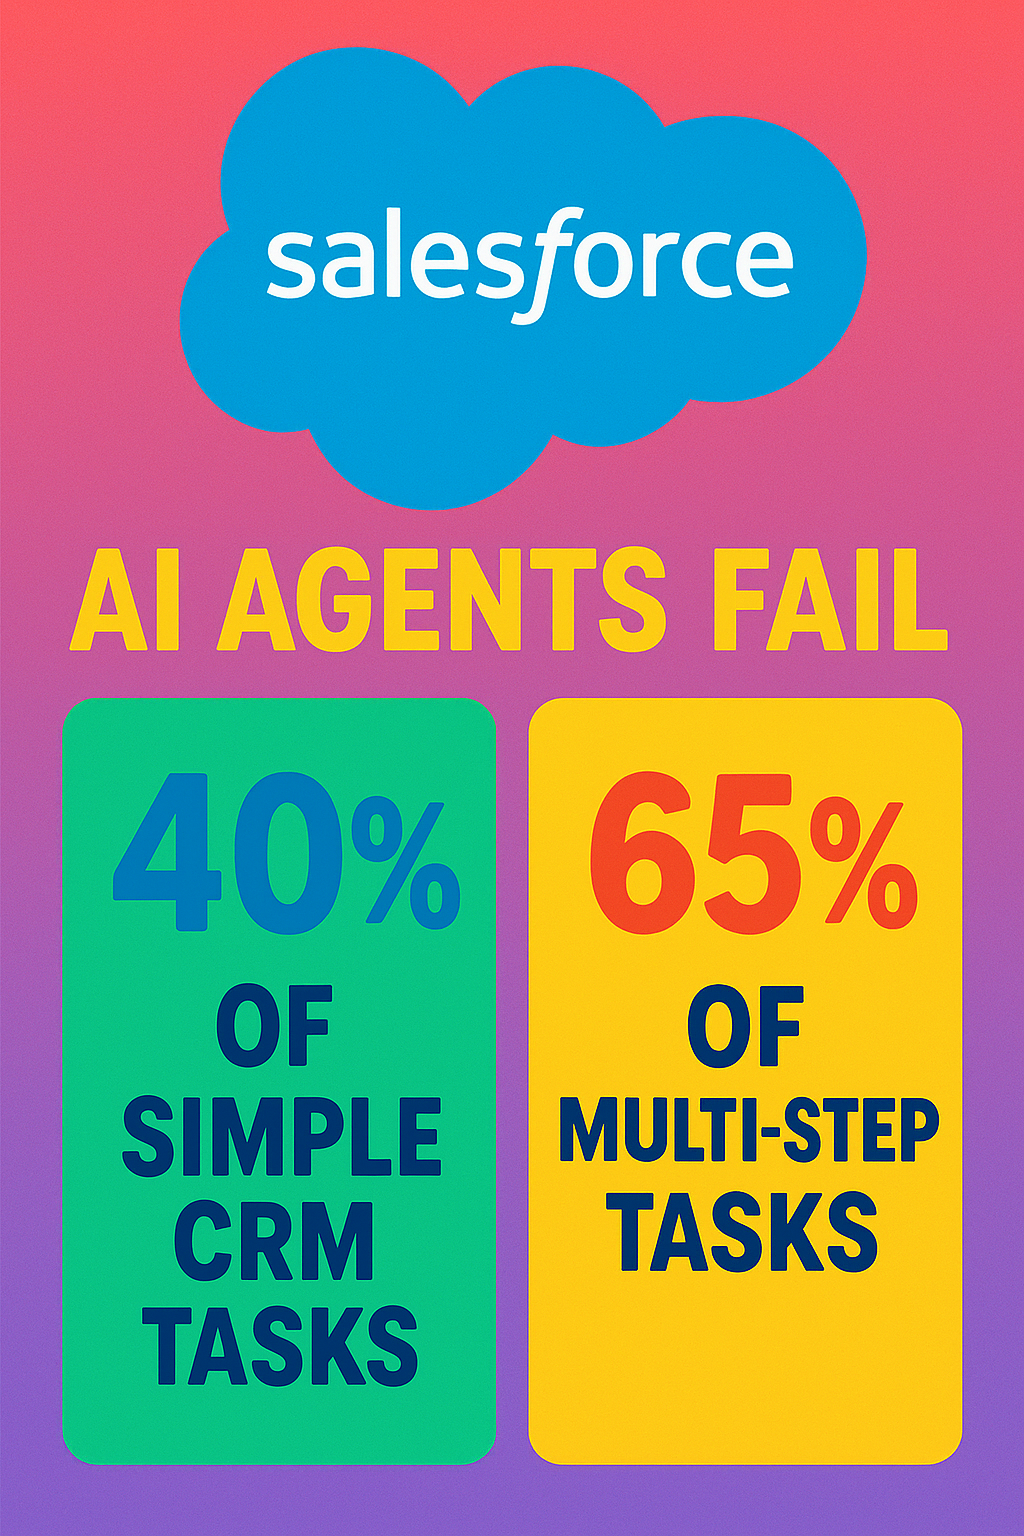 salesforce
AI AGENTS FAIL
40%
OF
SIMPLE
CRM
TASKS
65%
OF
MULTI-STEP
TASKS